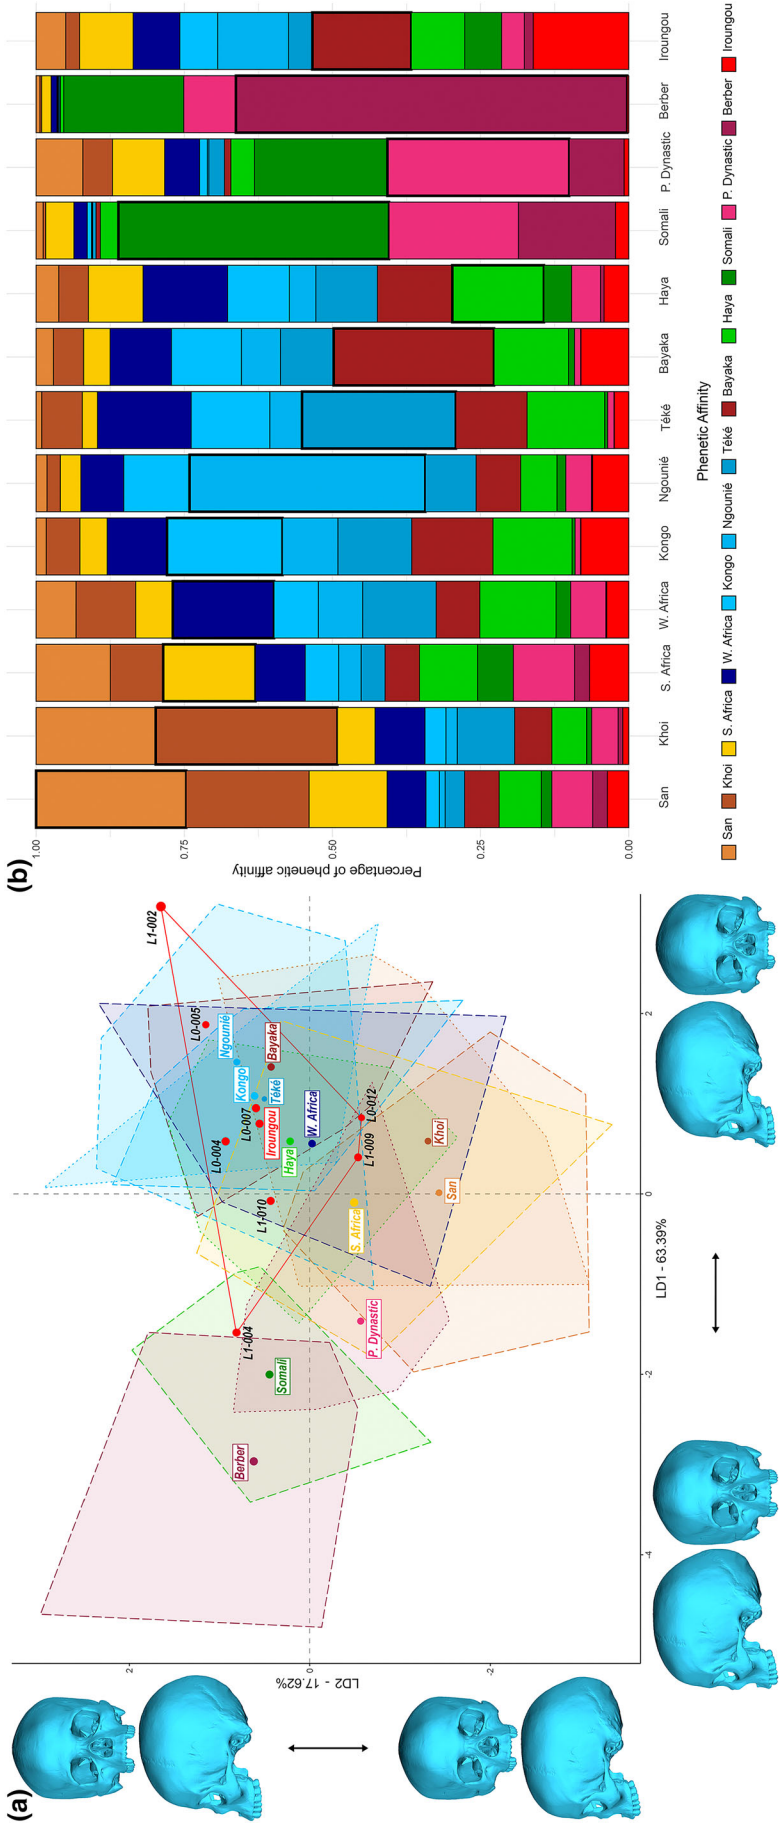 (a)
2
0
-2
LD2 - 17.62%
-4
-2
0
2
LD1 - 63.39%
Berber
Somali
L1-004
P. Dynastic
L1-010
S. Africa
San
L0-004
L0-007
Iroungou
Haya
L1-009
W. Africa
L0-012
Khoi
Kongo
Téké
Ngounié
Bayaka
L0-005
L1-002
(b)
1.00
0.75
0.50
0.25
0.00
Percentage of phenetic affinity
San
Khoi
S. Africa
W. Africa
Kongo
Ngounié
Téké
Bayaka
Haya
Somali
P. Dynastic
Berber
Iroungou
Phenetic Affinity
San Khoi S. Africa W. Africa Kongo Ngounié Téké Bayaka Haya Somali P. Dynastic Berber Iroungou